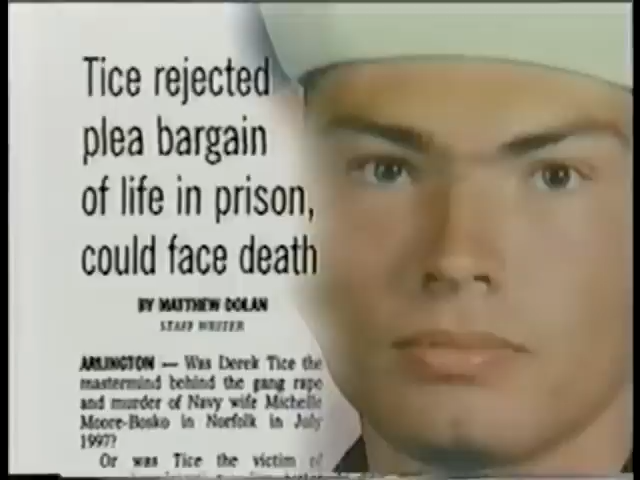 Tice rejected
plea bargain
of life in prison,
could face death
BY MATTHEW DOLAN
STAFF WRITER
ARLINGTON — Was Derek Tice the
mastermind behind the gang rape
and murder of Navy wife Michelle
Moore-Bosko in Norfolk in July
1997?
Or was Tice the victim of